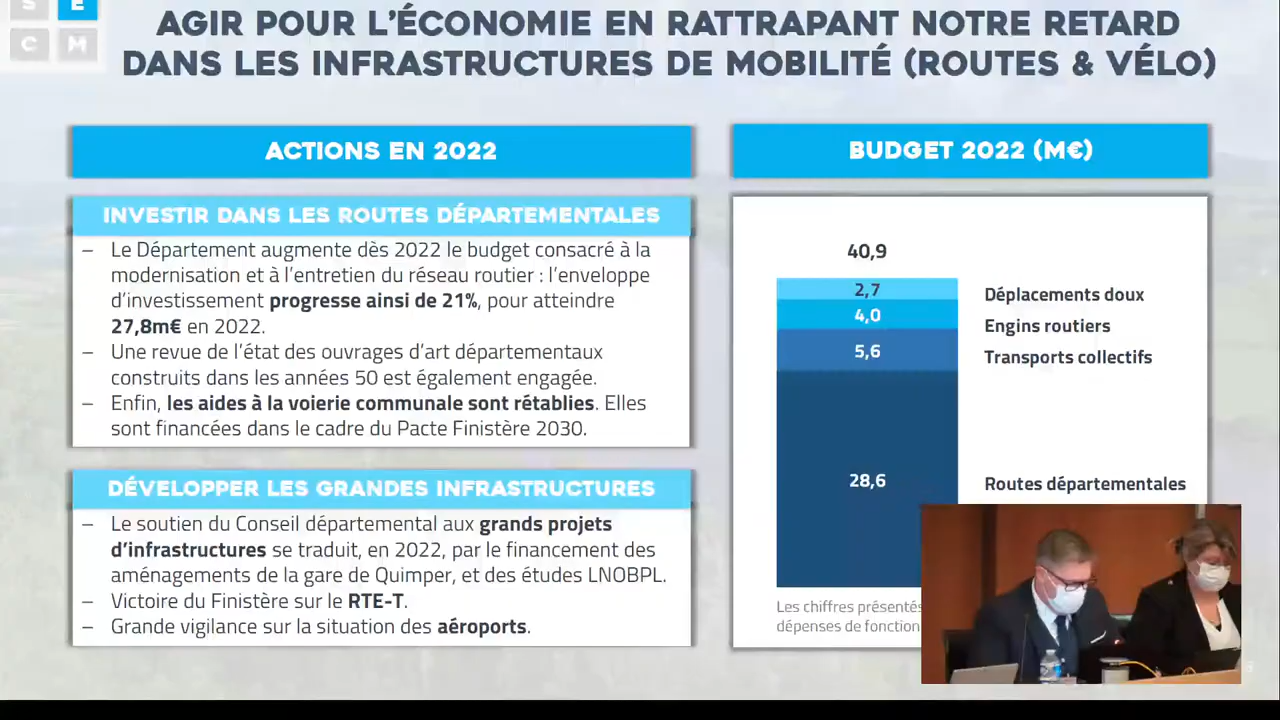 S E
C M
AGIR POUR L'ÉCONOMIE EN RATTRAPANT NOTRE RETARD
DANS LES INFRASTRUCTURES DE MOBILITÉ (ROUTES & VÉLO)
ACTIONS EN 2022
INVESTIR DANS LES ROUTES DÉPARTEMENTALES
– Le Département augmente dès 2022 le budget consacré à la
modernisation et à l'entretien du réseau routier : l'enveloppe
d'investissement progresse ainsi de 21%, pour atteindre
27,8m€ en 2022.
– Une revue de l'état des ouvrages d'art départementaux
construits dans les années 50 est également engagée.
– Enfin, les aides à la voierie communale sont rétablies. Elles
sont financées dans le cadre du Pacte Finistère 2030.
DÉVELOPPER LES GRANDES INFRASTRUCTURES
– Le soutien du Conseil départemental aux grands projets
d'infrastructures se traduit, en 2022, par le financement des
aménagements de la gare de Quimper, et des études LNOBPL.
– Victoire du Finistère sur le RTE-T.
– Grande vigilance sur la situation des aéroports.
BUDGET 2022 (M€)
40,9
2,7 Déplacements doux
4,0 Engins routiers
5,6 Transports collectifs
28,6 Routes départementales
Les chiffres présentés
dépenses de fonction